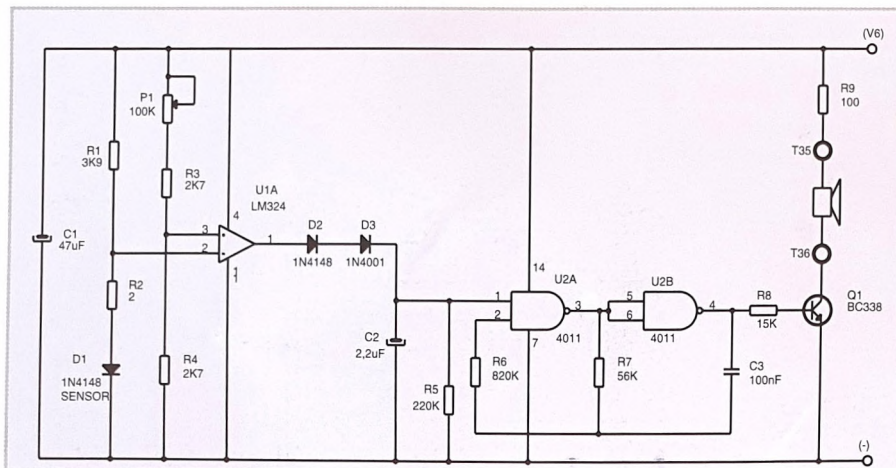 (V6)
P1
100K
R9
100
T35
R1
3K9
R3
2K7
U1A
LM324
4
3
2
1
11
D2
1N4148
D3
1N4001
C1
47uF
T36
R2
2
14
U2A
U2B
1
2
3
5
6
4
R8
15K
Q1
BC338
D1
1N4148
SENSOR
R4
2K7
C2
2,2uF
7
4011
4011
R5
220K
R6
820K
R7
56K
C3
100nF
(-)